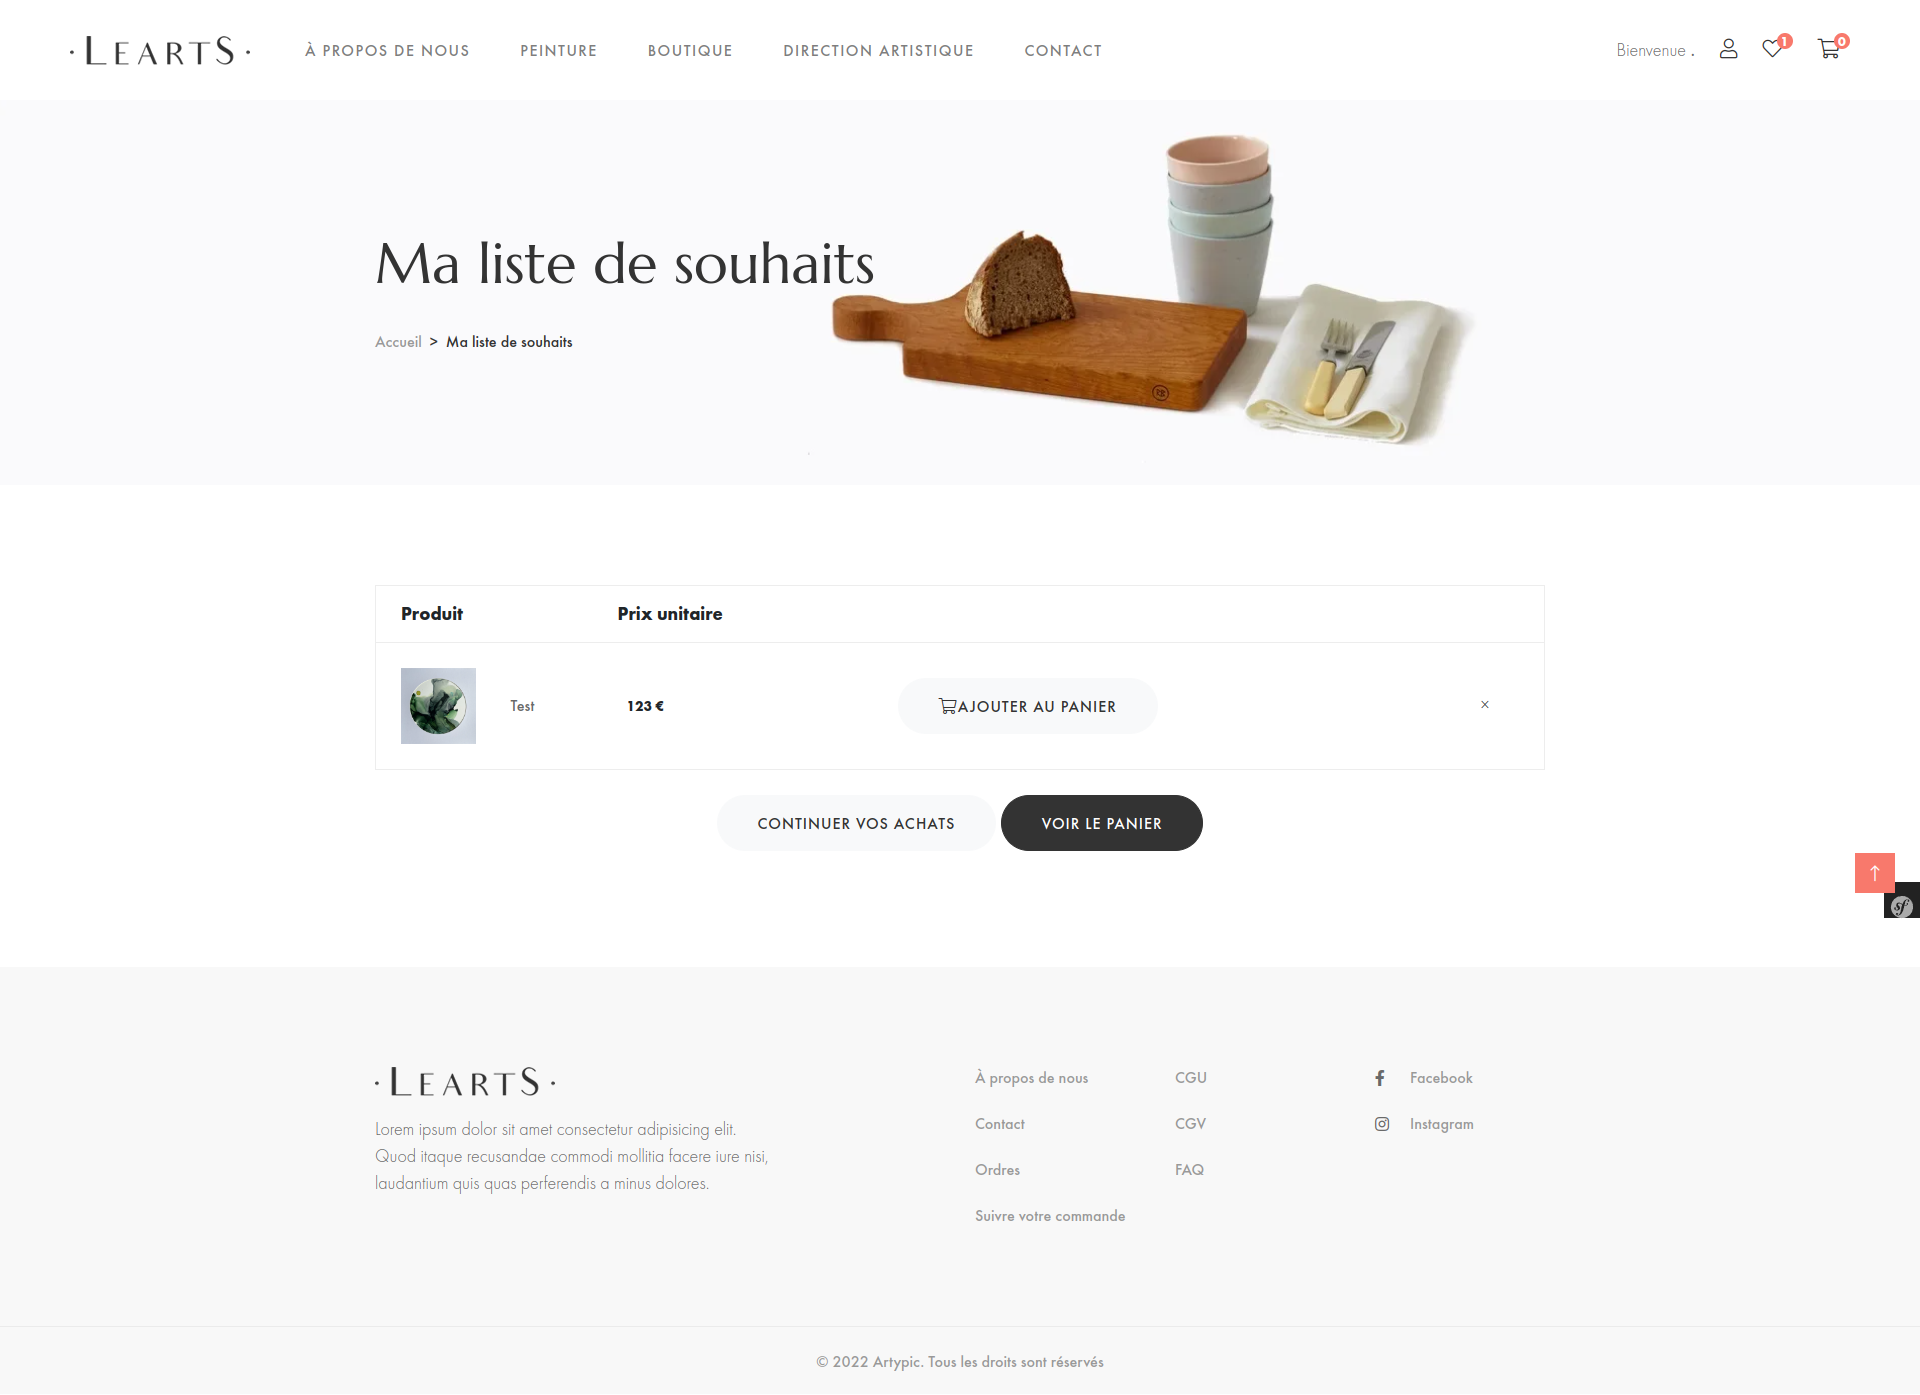 · LEARTS ·
À PROPOS DE NOUS
PEINTURE
BOUTIQUE
DIRECTION ARTISTIQUE
CONTACT
Bienvenue .
1
0
Ma liste de souhaits
Accueil > Ma liste de souhaits
Produit
Prix unitaire
Test
123 €
AJOUTER AU PANIER
×
CONTINUER VOS ACHATS
VOIR LE PANIER
sf
· LEARTS ·
Lorem ipsum dolor sit amet consectetur adipisicing elit.
Quod itaque recusandae commodi mollitia facere iure nisi,
laudantium quis quas perferendis a minus dolores.
À propos de nous
Contact
Ordres
Suivre votre commande
CGU
CGV
FAQ
Facebook
Instagram
© 2022 Artypic. Tous les droits sont réservés